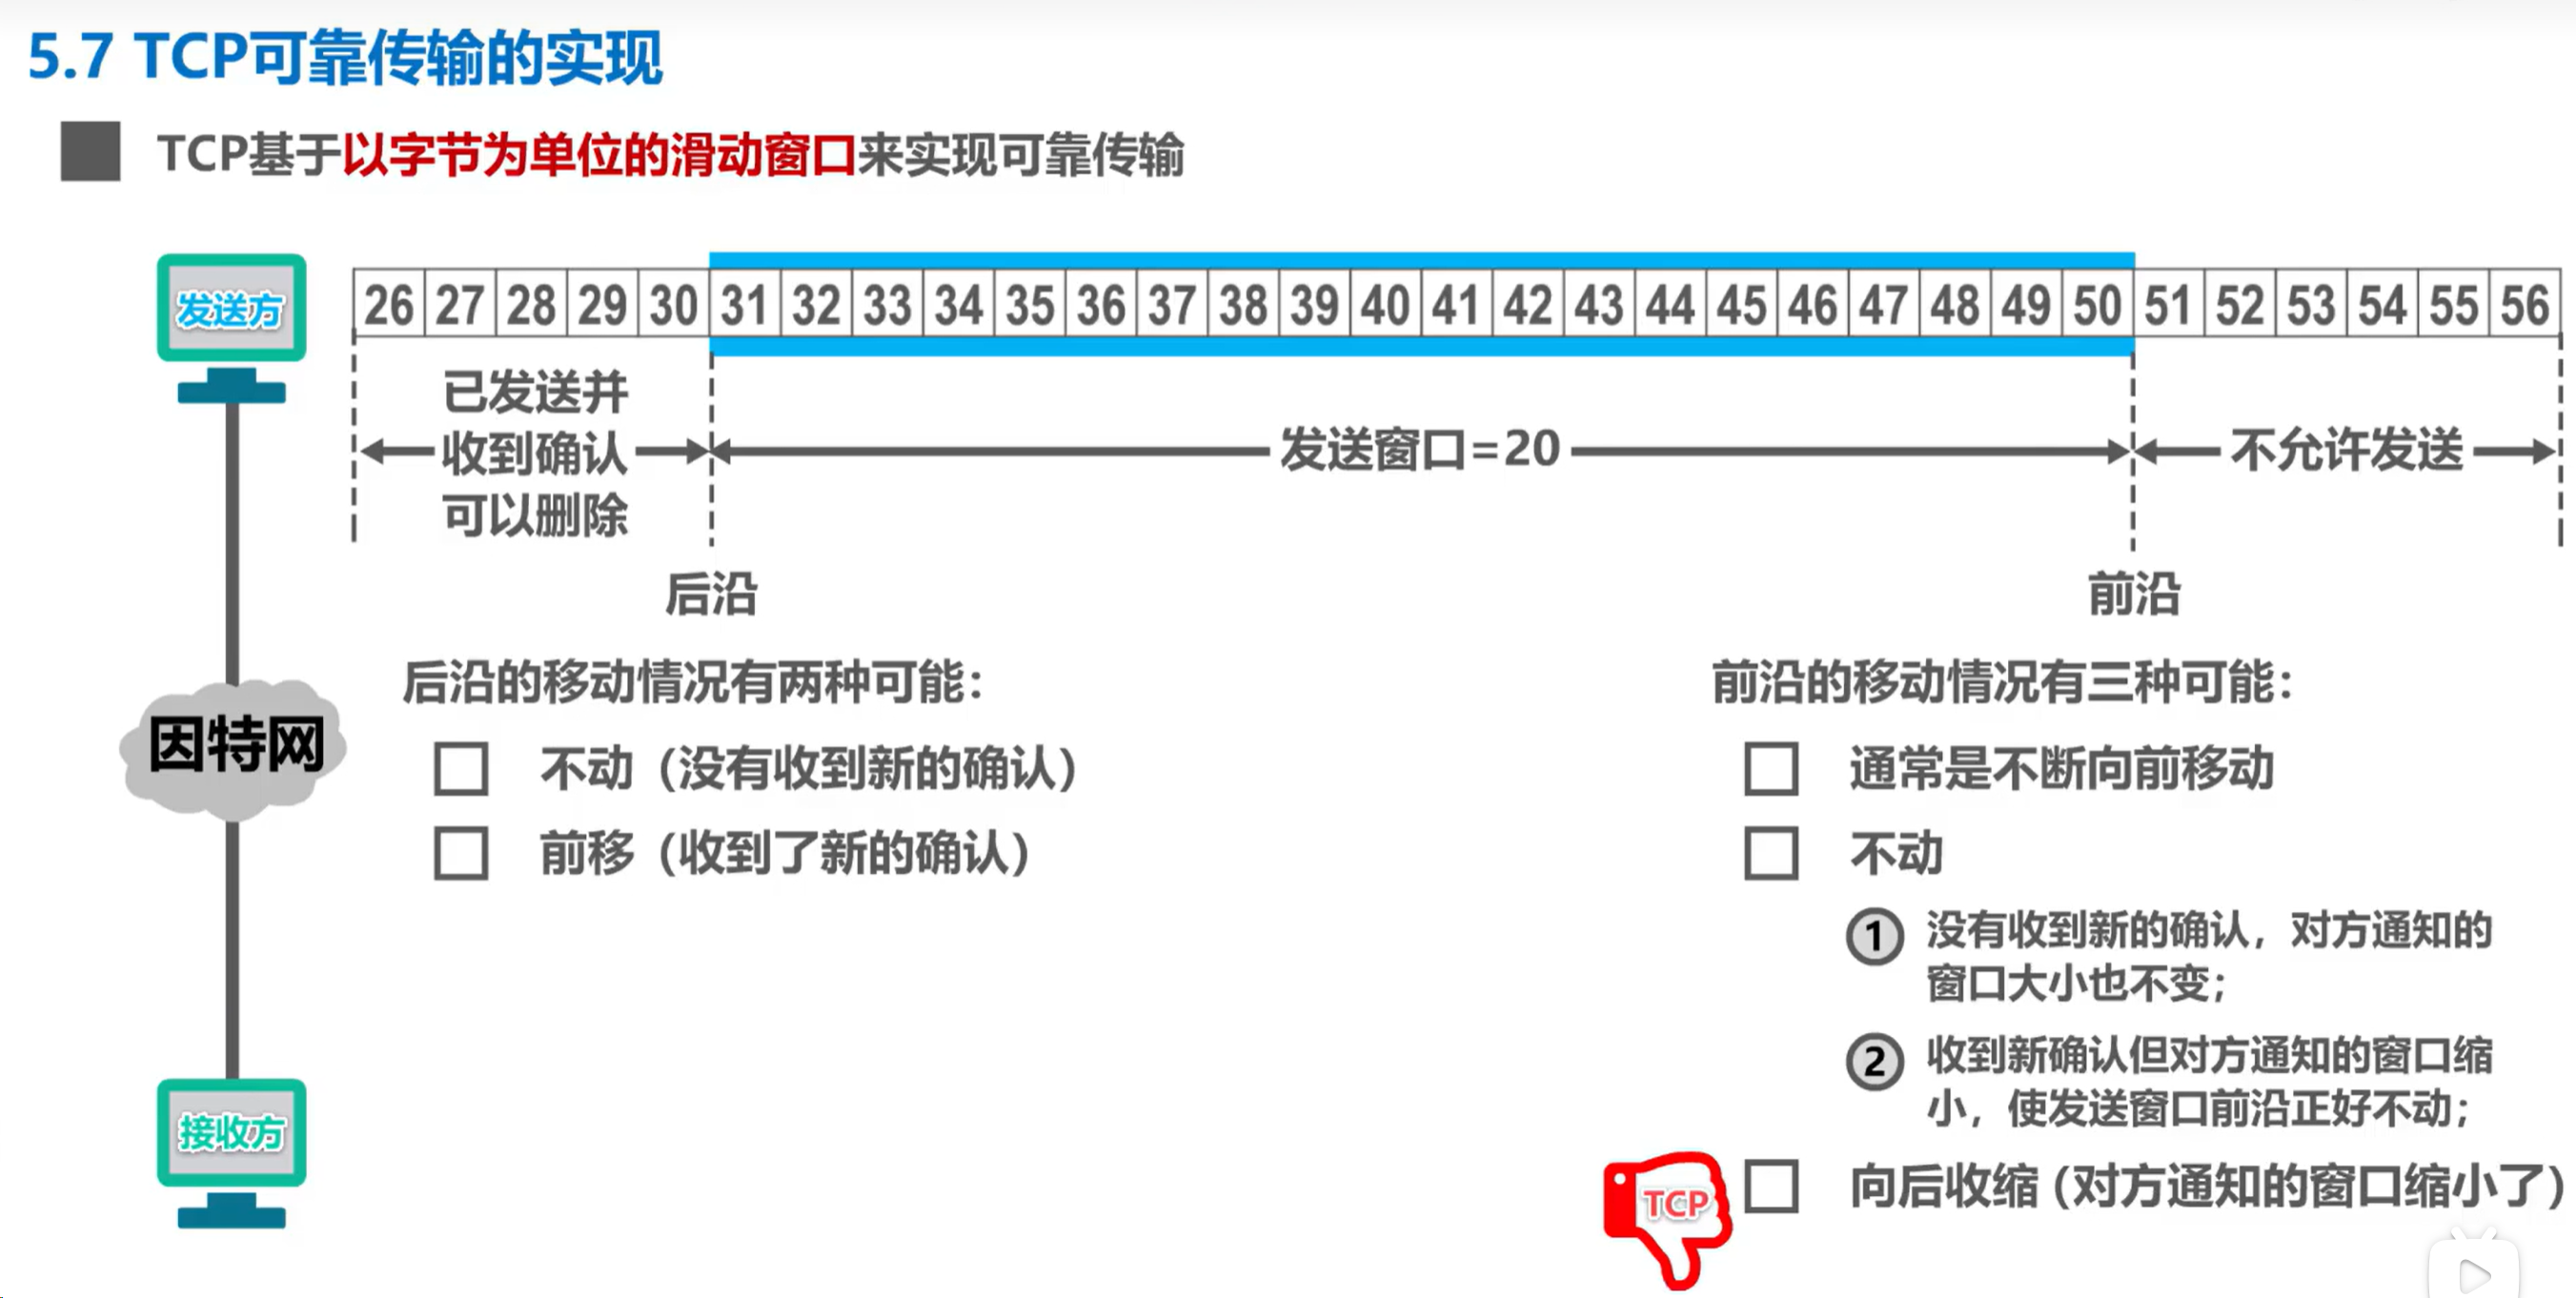 5.7 TCP可靠传输的实现
TCP基于以字节为单位的滑动窗口来实现可靠传输
发送方
26 27 28 29 30 31 32 33 34 35 36 37 38 39 40 41 42 43 44 45 46 47 48 49 50 51 52 53 54 55 56
已发送并
收到确认
可以删除
发送窗口=20
不允许发送
后沿
前沿
后沿的移动情况有两种可能：
不动（没有收到新的确认）
前移（收到了新的确认）
前沿的移动情况有三种可能：
通常是不断向前移动
不动
1 没有收到新的确认，对方通知的
窗口大小也不变；
2 收到新确认但对方通知的窗口缩
小，使发送窗口前沿正好不动；
TCP
向后收缩（对方通知的窗口缩小了）
因特网
接收方